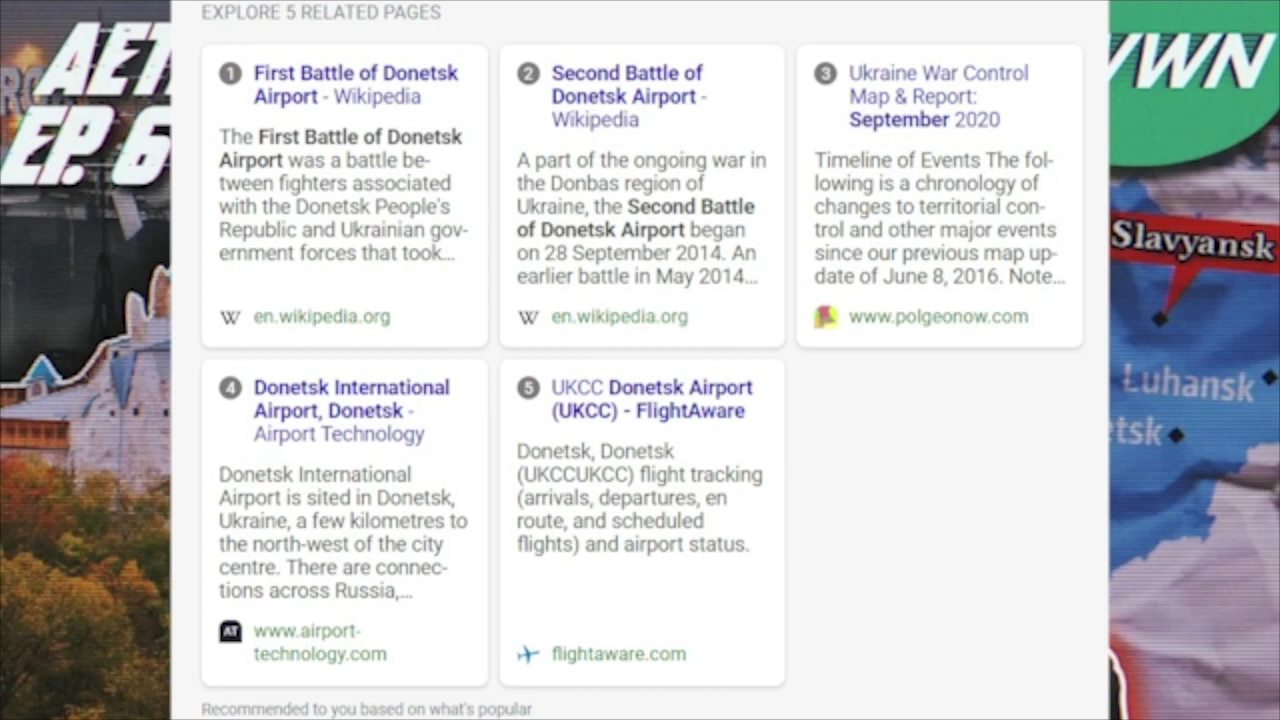 EXPLORE 5 RELATED PAGES
AET
EP. 6
1 First Battle of Donetsk
Airport - Wikipedia
The First Battle of Donetsk
Airport was a battle be-
tween fighters associated
with the Donetsk People's
Republic and Ukrainian gov-
ernment forces that took...
W en.wikipedia.org
2 Second Battle of
Donetsk Airport -
Wikipedia
A part of the ongoing war in
the Donbas region of
Ukraine, the Second Battle
of Donetsk Airport began
on 28 September 2014. An
earlier battle in May 2014...
W en.wikipedia.org
3 Ukraine War Control
Map & Report:
September 2020
Timeline of Events The fol-
lowing is a chronology of
changes to territorial con-
trol and other major events
since our previous map up-
date of June 8, 2016. Note...
www.polgeonow.com
4 Donetsk International
Airport, Donetsk -
Airport Technology
Donetsk International
Airport is sited in Donetsk,
Ukraine, a few kilometres to
the north-west of the city
centre. There are connec-
tions across Russia,...
AT www.airport-
technology.com
5 UKCC Donetsk Airport
(UKCC) - FlightAware
Donetsk, Donetsk
(UKCCUKCC) flight tracking
(arrivals, departures, en
route, and scheduled
flights) and airport status.
flightaware.com
Recommended to you based on what's popular
WN
Slavyansk
Luhansk
etsk